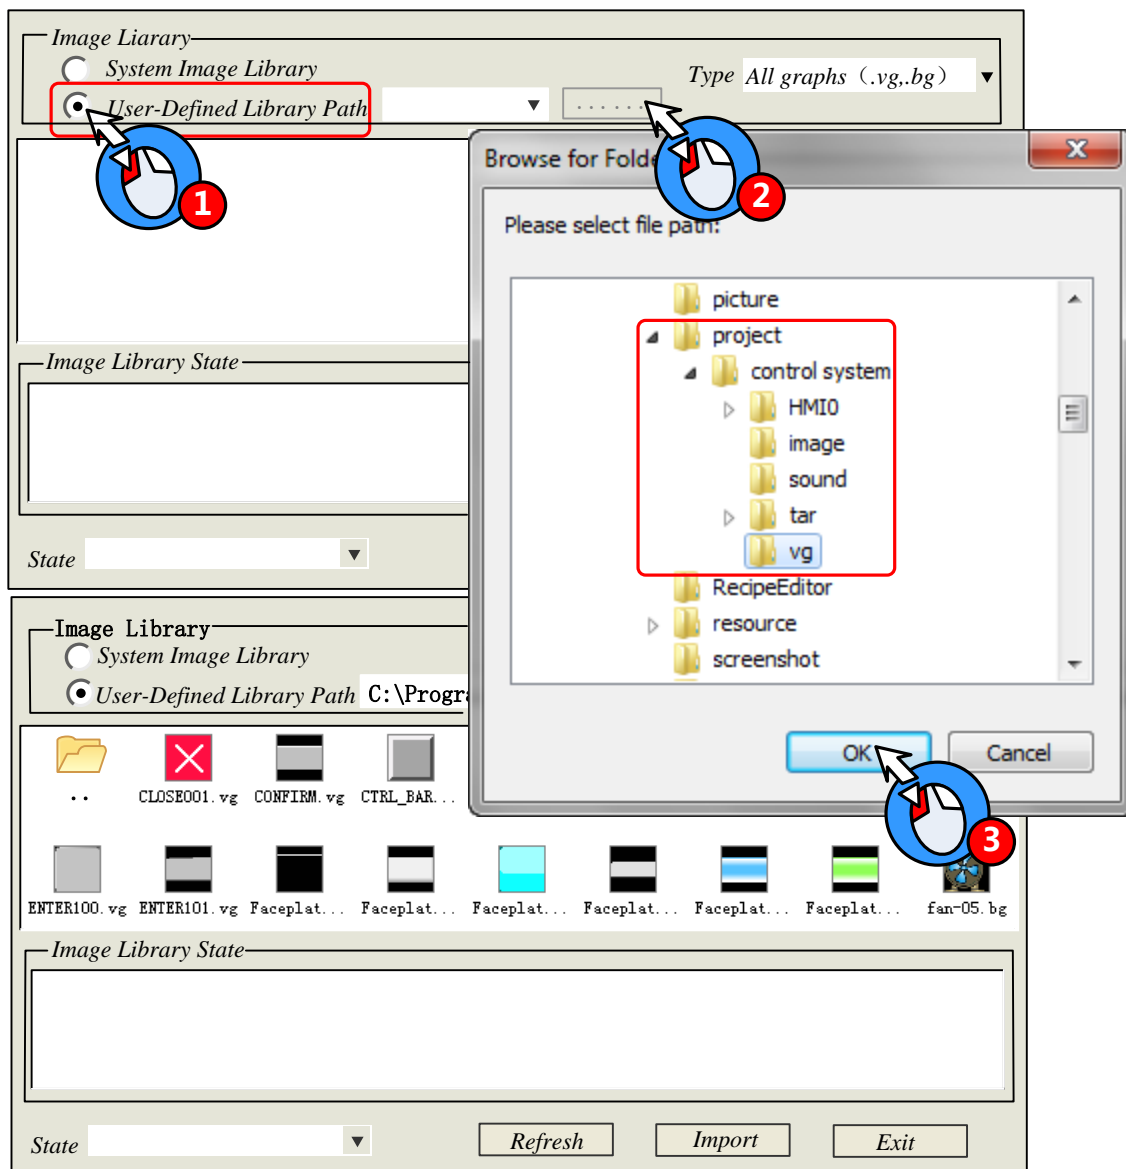 Image Liarary
System Image Library
Type All graphs（.vg,.bg）
User-Defined Library Path
......
1
2
Browse for Folde
Please select file path:
picture
project
control system
HMI0
image
sound
tar
vg
RecipeEditor
resource
screenshot
OK
Cancel
3
Image Library State
State
Image Library
System Image Library
User-Defined Library Path C:\Progra
.. CLOSE001.vg CONFIRM.vg CTRL_BAR...
ENTER100.vg ENTER101.vg Faceplat... Faceplat... Faceplat... Faceplat... Faceplat... Faceplat... fan-05.bg
Image Library State
State Refresh Import Exit